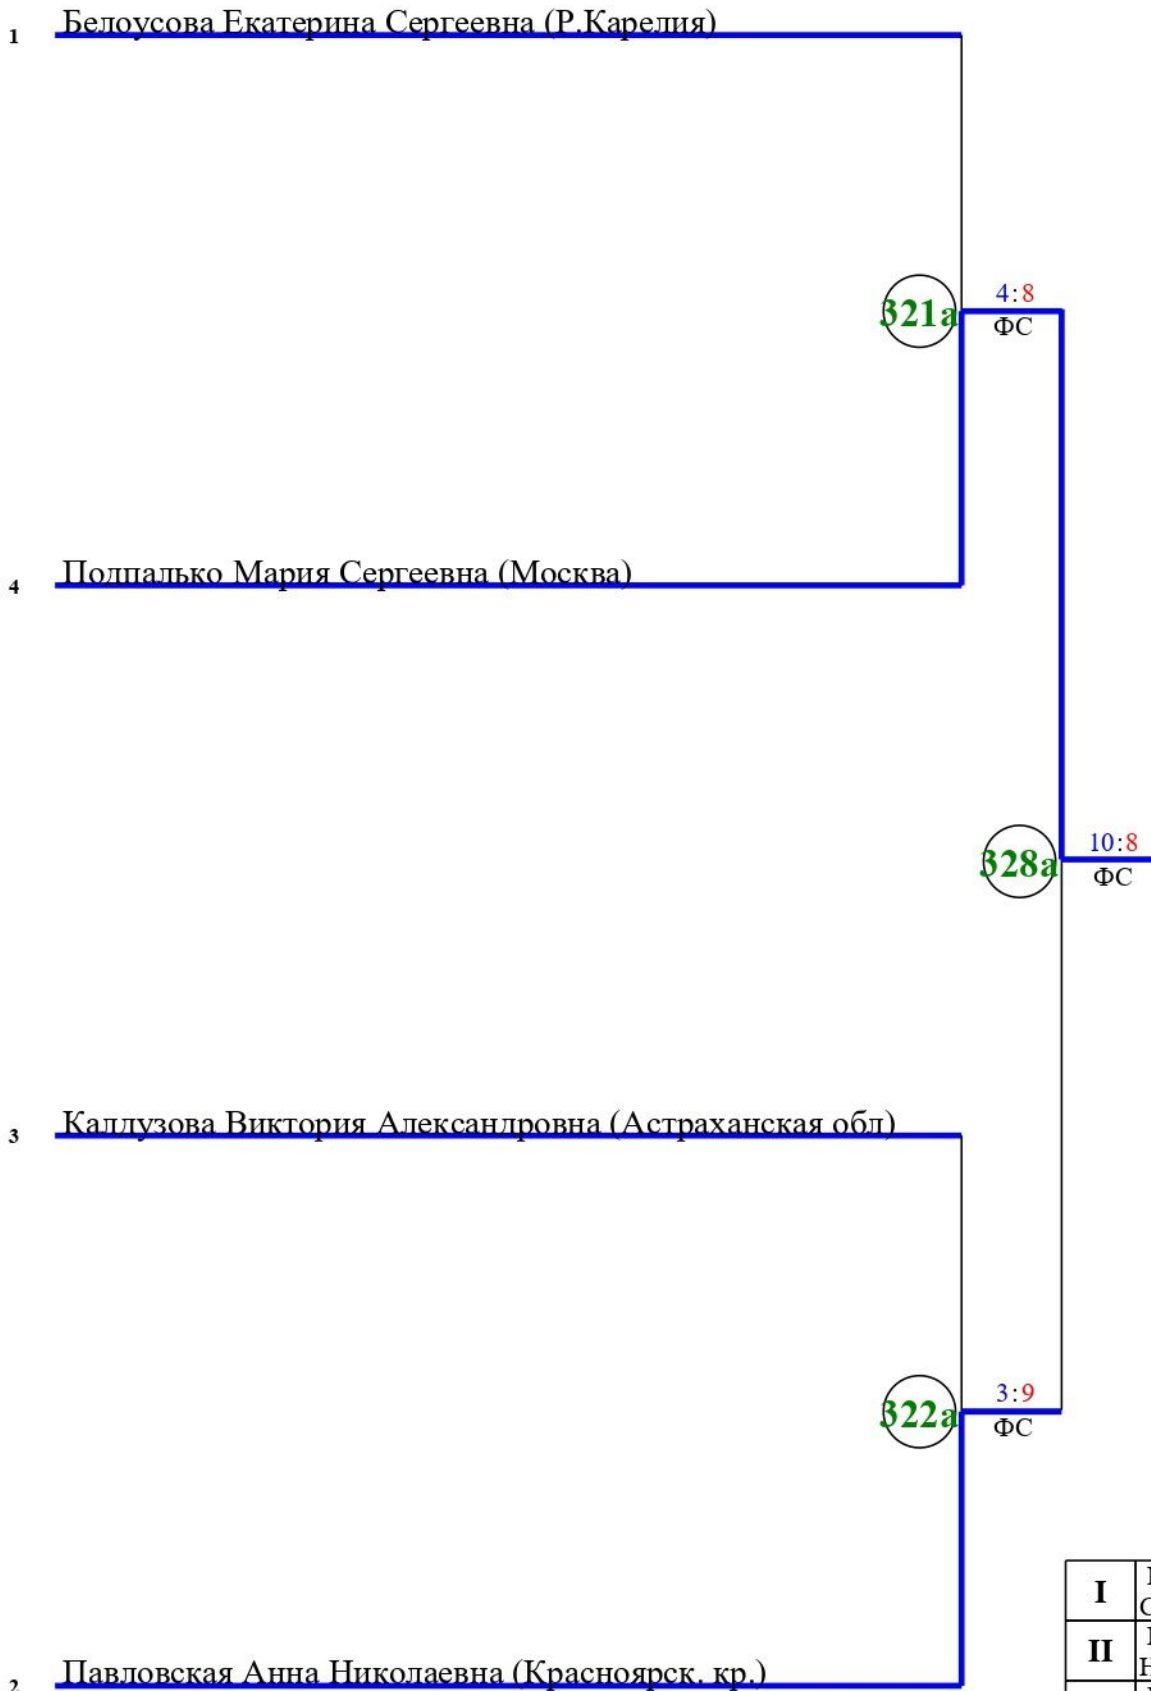 1 Белоусова Екатерина Сергеевна (Р.Карелия)
321а
4:8
ФС
4 Подпалько Мария Сергеевна (Москва)
328а
10:8
ФС
3 Каллузова Виктория Александровна (Астраханская обл)
322а
3:9
ФС
I
II
2 Павловская Анна Николаевна (Красноярск. кр.)